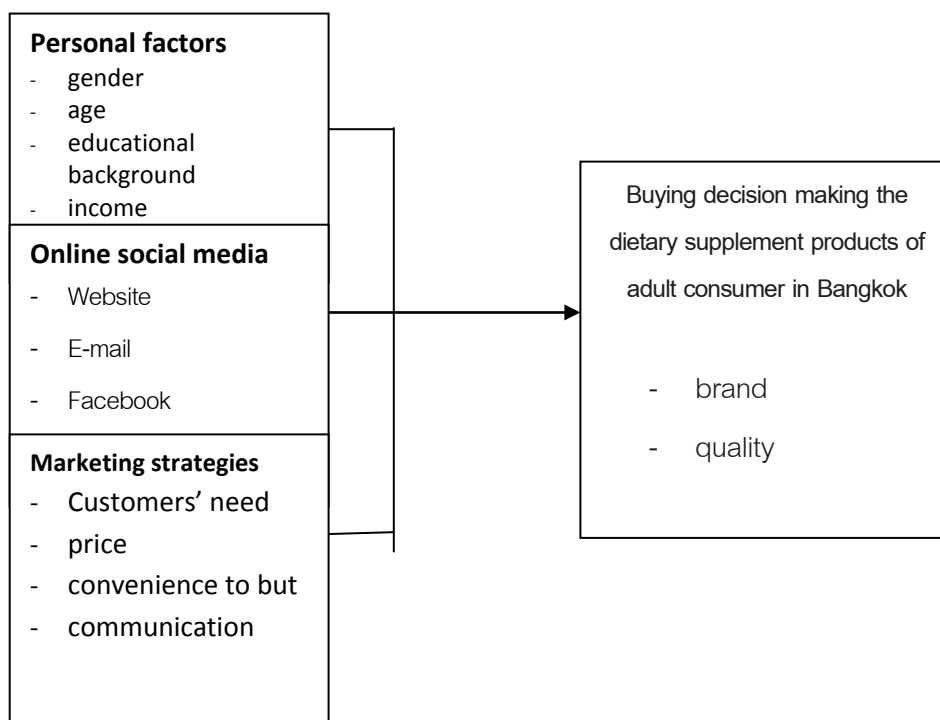 Personal factors
- gender
- age
- educational
background
- income
Online social media
- Website
- E-mail
- Facebook
Marketing strategies
- Customers’ need
- price
- convenience to but
- communication
Buying decision making the
dietary supplement products of
adult consumer in Bangkok
- brand
- quality